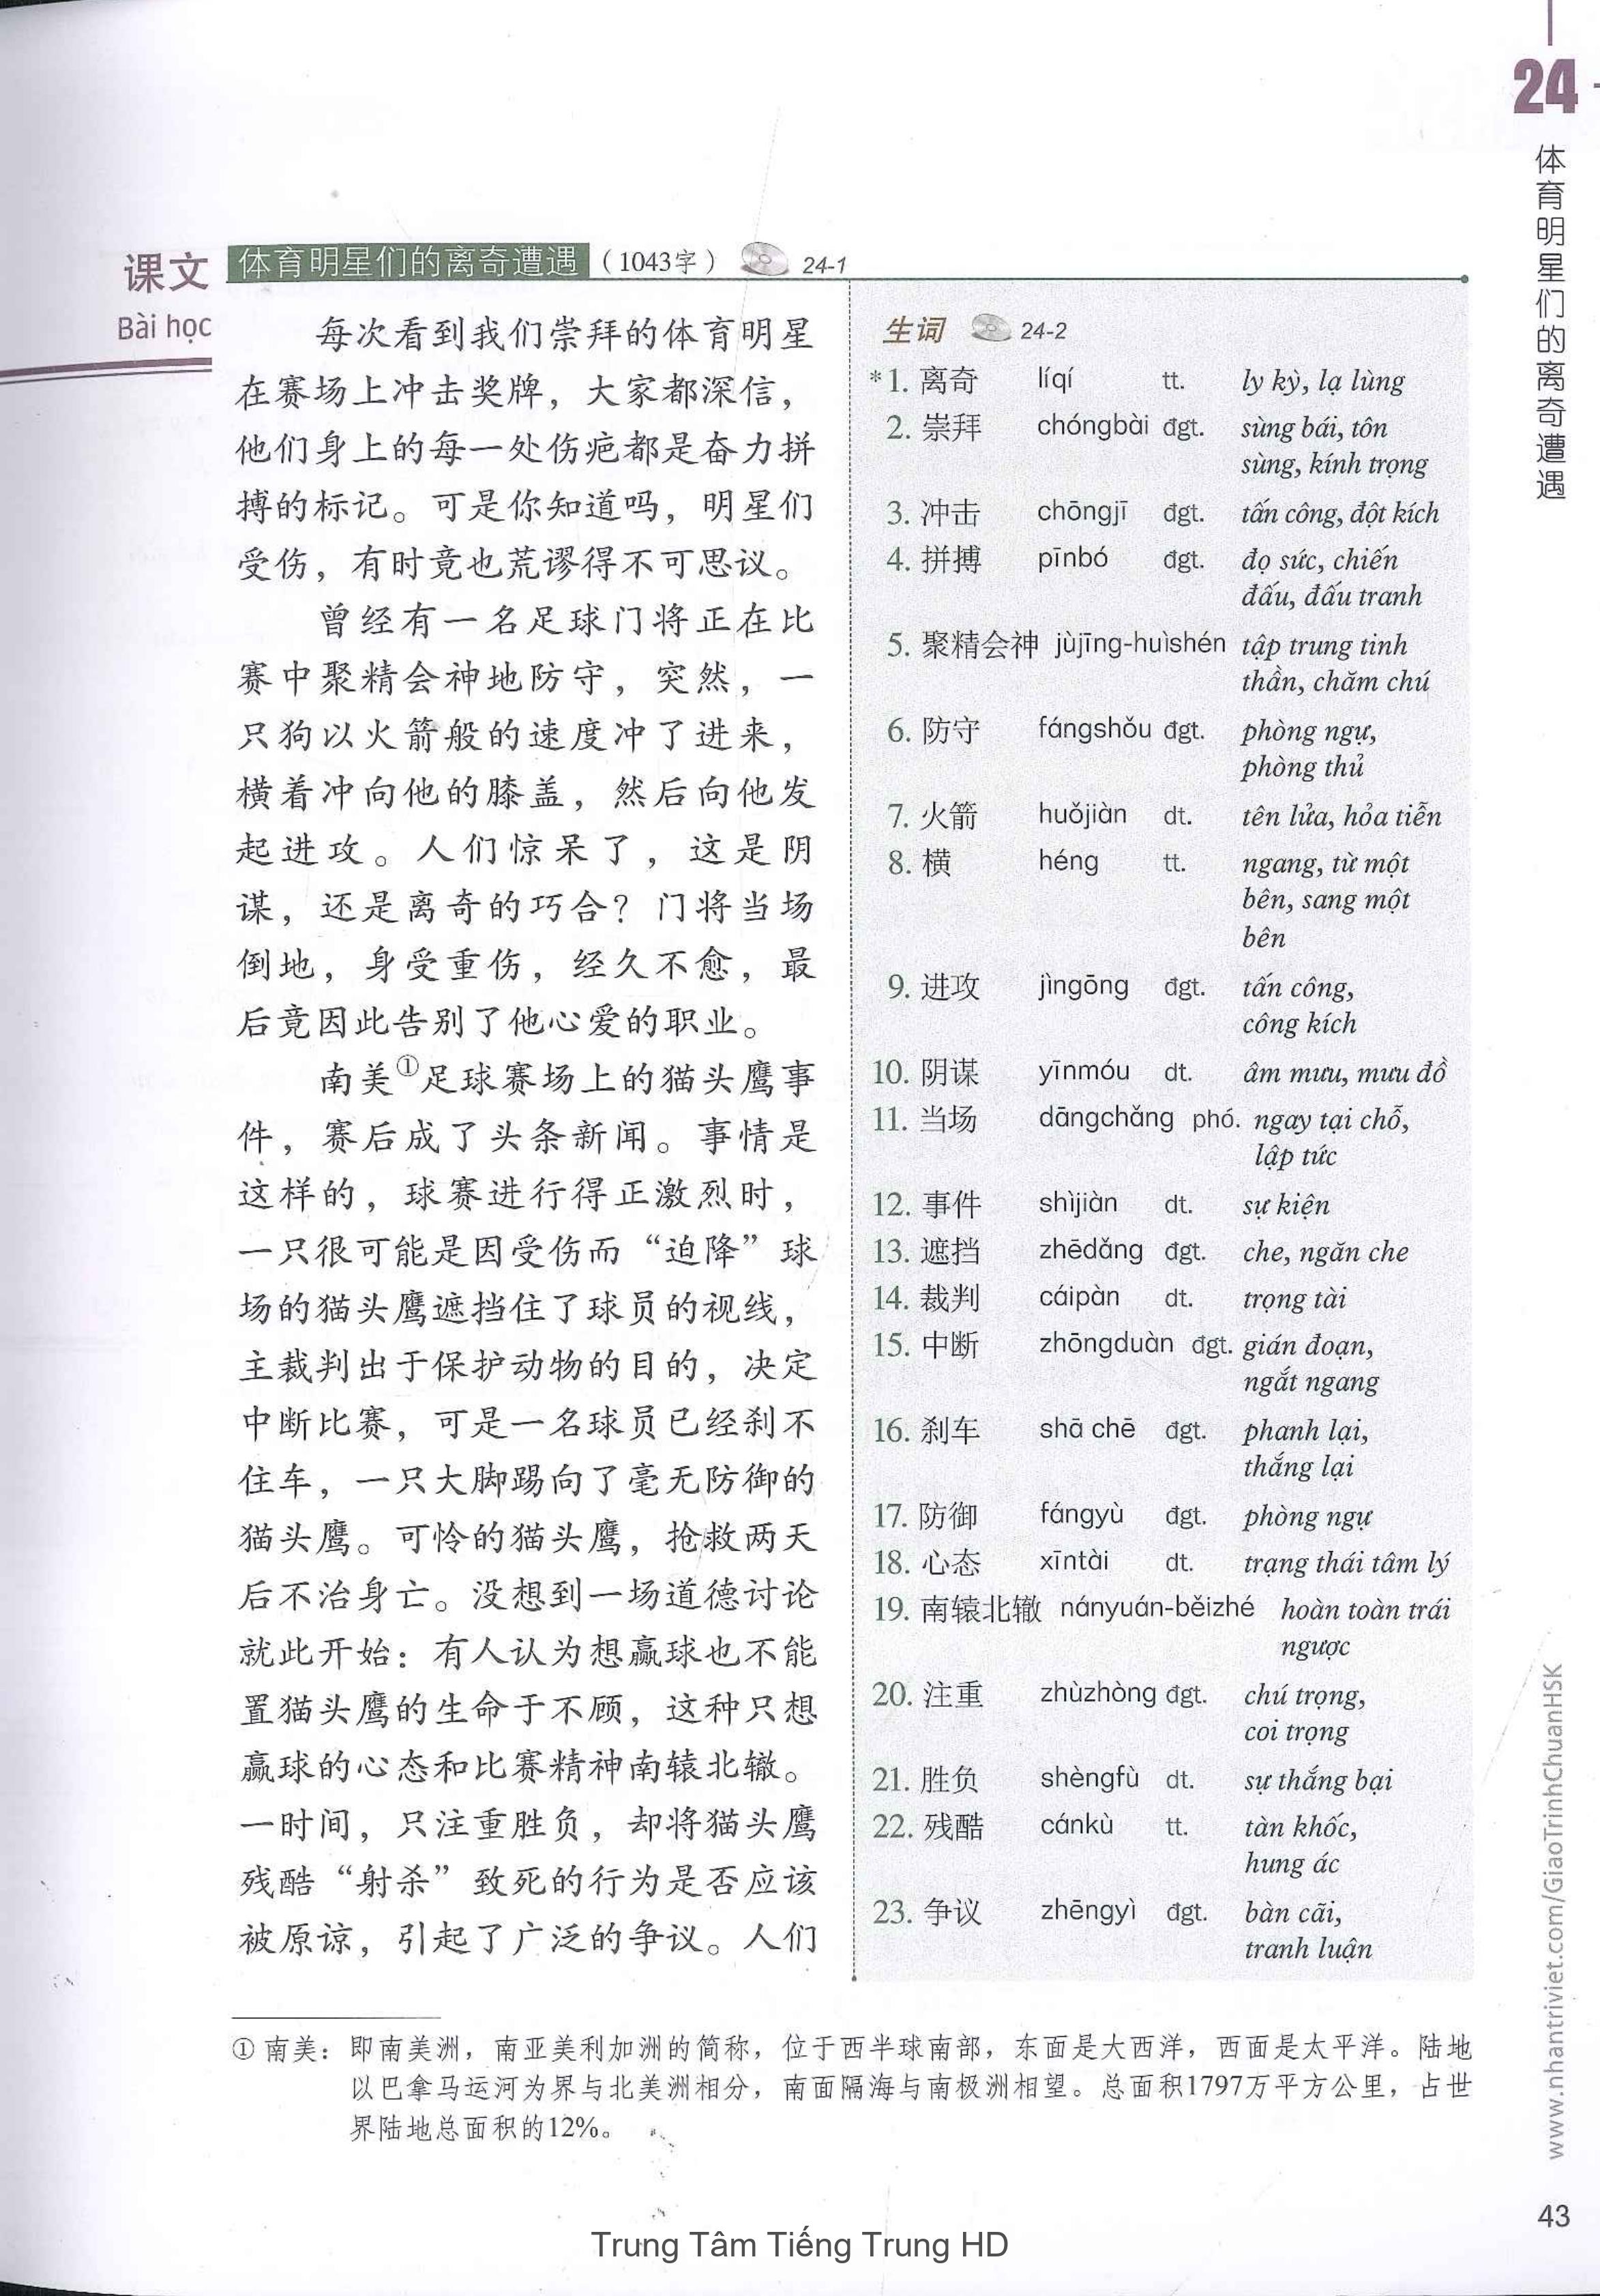 24
体育明星们的离奇遭遇
课文 体育明星们的离奇遭遇 (1043字) 24-1
Bài học
每次看到我们崇拜的体育明星
在赛场上冲击奖牌，大家都深信，
他们身上的每一处伤疤都是奋力拼
搏的标记。可是你知道吗，明星们
受伤，有时竟也荒谬得不可思议。
曾经有一名足球门将正在比
赛中聚精会神地防守，突然，一
只狗以火箭般的速度冲了进来，
横着冲向他的膝盖，然后向他发
起进攻。人们惊呆了，这是阴
谋，还是离奇的巧合？门将当场
倒地，身受重伤，经久不愈，最
后竟因此告别了他心爱的职业。
南美①足球赛场上的猫头鹰事
件，赛后成了头条新闻。事情是
这样的，球赛进行得正激烈时，
一只很可能是因受伤而“迫降”球
场的猫头鹰遮挡住了球员的视线，
主裁判出于保护动物的目的，决定
中断比赛，可是一名球员已经刹不
住车，一只大脚踢向了毫无防御的
猫头鹰。可怜的猫头鹰，抢救两天
后不治身亡。没想到一场道德讨论
就此开始：有人认为想赢球也不能
置猫头鹰的生命于不顾，这种只想
赢球的心态和比赛精神南辕北辙。
一时间，只注重胜负，却将猫头鹰
残酷“射杀”致死的行为是否应该
被原谅，引起了广泛的争议。人们
生词 24-2
*1. 离奇 líqí tt. ly kỳ, lạ lùng
2. 崇拜 chóngbài đgt. sùng bái, tôn
sùng, kính trọng
3. 冲击 chōngjī đgt. tấn công, đột kích
4. 拼搏 pīnbó đgt. đọ sức, chiến
đấu, đấu tranh
5. 聚精会神 jùjīng-huìshén tập trung tinh
thần, chăm chú
6. 防守 fángshǒu đgt. phòng ngự,
phòng thủ
7. 火箭 huǒjiàn dt. tên lửa, hỏa tiễn
8. 横 héng tt. ngang, từ một
bên, sang một
bên
9. 进攻 jìngōng đgt. tấn công,
công kích
10. 阴谋 yīnmóu dt. âm mưu, mưu đồ
11. 当场 dāngchǎng phó. ngay tại chỗ,
lập tức
12. 事件 shìjiàn dt. sự kiện
13. 遮挡 zhēdǎng đgt. che, ngăn che
14. 裁判 cáipàn dt. trọng tài
15. 中断 zhōngduàn đgt. gián đoạn,
ngắt ngang
16. 刹车 shā chē đgt. phanh lại,
thắng lại
17. 防御 fángyù đgt. phòng ngự
18. 心态 xīntài dt. trạng thái tâm lý
19. 南辕北辙 nányuán-běizhé hoàn toàn trái
ngược
20. 注重 zhùzhòng đgt. chú trọng,
coi trọng
21. 胜负 shèngfù dt. sự thắng bại
22. 残酷 cánkù tt. tàn khốc,
hung ác
23. 争议 zhēngyì đgt. bàn cãi,
tranh luận
① 南美：即南美洲，南亚美利加洲的简称，位于西半球南部，东面是大西洋，西面是太平洋。陆地
以巴拿马运河为界与北美洲相分，南面隔海与南极洲相望。总面积1797万平方公里，占世
界陆地总面积的12%。
www.nhantriviet.com/GiaoTrinhChuanHSK
43
Trung Tâm Tiếng Trung HD